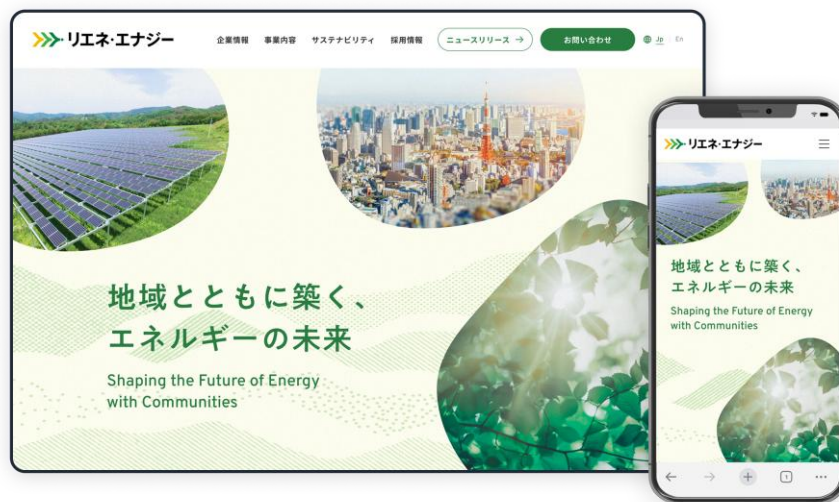 リエネ・エナジー
企業情報 事業内容 サステナビリティ 採用情報 ニュースリリース → お問い合わせ Jp En
地域とともに築く、
エネルギーの未来
Shaping the Future of Energy
with Communities
リエネ・エナジー
地域とともに築く、
エネルギーの未来
Shaping the Future of Energy
with Communities
1